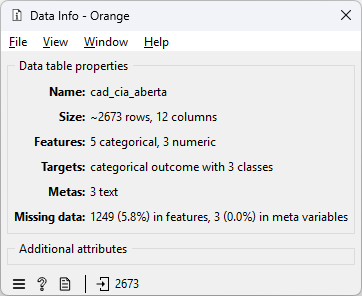 Data Info - Orange
File View Window Help
Data table properties
Name: cad_cia_aberta
Size: ~2673 rows, 12 columns
Features: 5 categorical, 3 numeric
Targets: categorical outcome with 3 classes
Metas: 3 text
Missing data: 1249 (5.8%) in features, 3 (0.0%) in meta variables
Additional attributes
2673